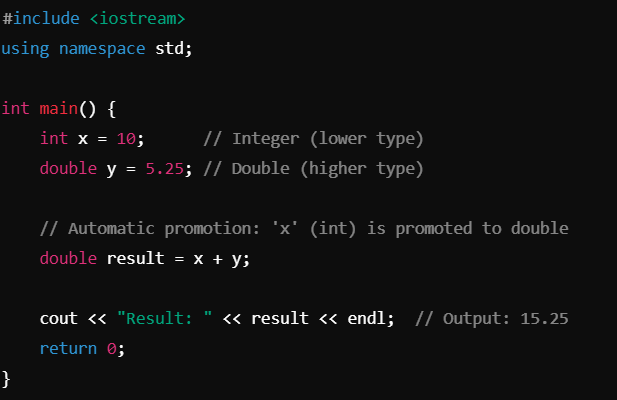 #include <iostream>
using namespace std;
int main() {
    int x = 10;      // Integer (lower type)
    double y = 5.25; // Double (higher type)
    // Automatic promotion: 'x' (int) is promoted to double
    double result = x + y;
    cout << "Result: " << result << endl;  // Output: 15.25
    return 0;
}